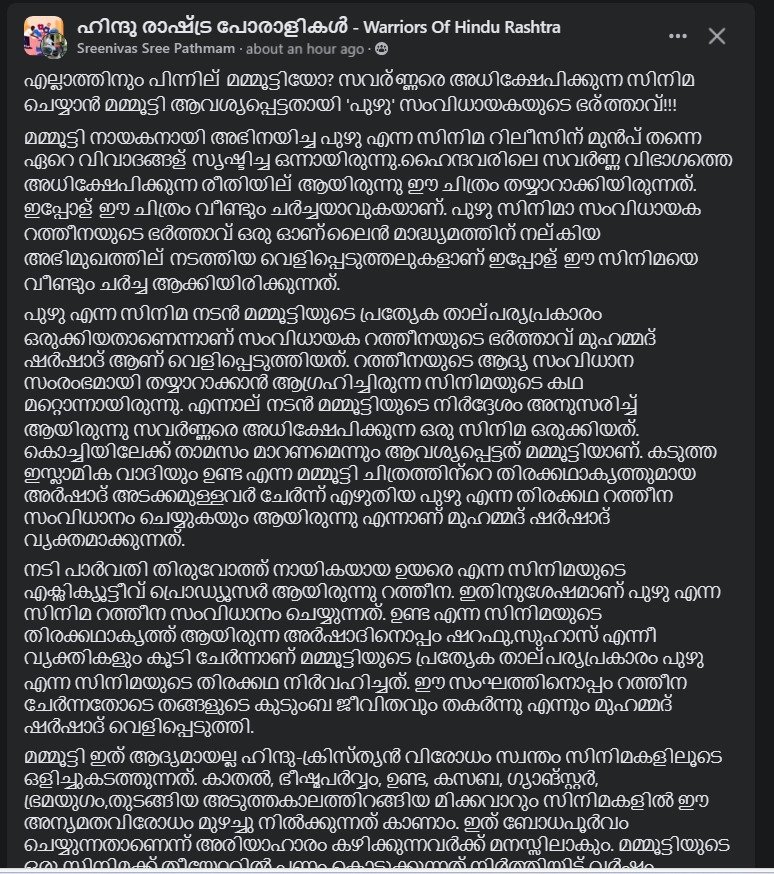 ഹിന്ദു രാഷ്ട്ര പോരാളികൾ - Warriors Of Hindu Rashtra
Sreenivas Sree Pathmam · about an hour ago ·
എല്ലാത്തിനും പിന്നില് മമ്മൂട്ടിയോ? സവര്ണ്ണരെ അധിക്ഷേപിക്കുന്ന സിനിമ
ചെയ്യാൻ മമ്മൂട്ടി ആവശ്യപ്പെട്ടതായി 'പുഴു' സംവിധായകയുടെ ഭര്ത്താവ്!!!
മമ്മൂട്ടി നായകനായി അഭിനയിച്ച പുഴു എന്ന സിനിമ റിലീസിന് മുൻപ് തന്നെ
ഏറെ വിവാദങ്ങള് സൃഷ്ടിച്ച ഒന്നായിരുന്നു.ഹൈന്ദവരിലെ സവർണ്ണ വിഭാഗത്തെ
അധിക്ഷേപിക്കുന്ന രീതിയില് ആയിരുന്നു ഈ ചിത്രം തയ്യാറാക്കിയിരുന്നത്.
ഇപ്പോള് ഈ ചിത്രം വീണ്ടും ചർച്ചയാവുകയാണ്. പുഴു സിനിമാ സംവിധായക
റത്തീനയുടെ ഭർത്താവ് ഒരു ഓണ്ലൈൻ മാദ്ധ്യമത്തിന് നല്കിയ
അഭിമുഖത്തില് നടത്തിയ വെളിപ്പെടുത്തലുകളാണ് ഇപ്പോള് ഈ സിനിമയെ
വീണ്ടും ചർച്ച ആക്കിയിരിക്കുന്നത്.
പുഴു എന്ന സിനിമ നടൻ മമ്മൂട്ടിയുടെ പ്രത്യേക താല്പര്യപ്രകാരം
ഒരുക്കിയതാണെന്നാണ് സംവിധായക റത്തീനയുടെ ഭർത്താവ് മുഹമ്മദ്
ഷർഷാദ് ആണ് വെളിപ്പെടുത്തിയത്. റത്തീനയുടെ ആദ്യ സംവിധാന
സംരംഭമായി തയ്യാറാക്കാൻ ആഗ്രഹിച്ചിരുന്ന സിനിമയുടെ കഥ
മറ്റൊന്നായിരുന്നു. എന്നാല് നടൻ മമ്മൂട്ടിയുടെ നിർദ്ദേശം അനുസരിച്ച്
ആയിരുന്നു സവർണ്ണരെ അധിക്ഷേപിക്കുന്ന ഒരു സിനിമ ഒരുക്കിയത്.
കൊച്ചിയിലേക്ക് താമസം മാറണമെന്നും ആവശ്യപ്പെട്ടത് മമ്മൂട്ടിയാണ്. കടുത്ത
ഇസ്ലാമിക വാദിയും ഉണ്ട എന്ന മമ്മൂട്ടി ചിത്രത്തിന്റെ തിരക്കഥാകൃത്തുമായ
അർഷാദ് അടക്കമുള്ളവർ ചേർന്ന് എഴുതിയ പുഴു എന്ന തിരക്കഥ റത്തീന
സംവിധാനം ചെയ്യുകയും ആയിരുന്നു എന്നാണ് മുഹമ്മദ് ഷർഷാദ്
വ്യക്തമാക്കുന്നത്.
നടി പാർവതി തിരുവോത്ത് നായികയായ ഉയരെ എന്ന സിനിമയുടെ
എക്സിക്യൂട്ടീവ് പ്രൊഡ്യൂസർ ആയിരുന്നു റത്തീന. ഇതിനുശേഷമാണ് പുഴു എന്ന
സിനിമ റത്തീന സംവിധാനം ചെയ്യുന്നത്. ഉണ്ട എന്ന സിനിമയുടെ
തിരക്കഥാകൃത്ത് ആയിരുന്ന അർഷാദിനൊപ്പം ഷറഫു,സുഹാസ് എന്നീ
വ്യക്തികളും കൂടി ചേർന്നാണ് മമ്മൂട്ടിയുടെ പ്രത്യേക താല്പര്യപ്രകാരം പുഴു
എന്ന സിനിമയുടെ തിരക്കഥ നിർവഹിച്ചത്. ഈ സംഘത്തിനൊപ്പം റത്തീന
ചേർന്നതോടെ തങ്ങളുടെ കുടുംബ ജീവിതവും തകർന്നു എന്നും മുഹമ്മദ്
ഷർഷാദ് വെളിപ്പെടുത്തി.
മമ്മൂട്ടി ഇത് ആദ്യമായല്ല ഹിന്ദു-ക്രിസ്ത്യൻ വിരോധം സ്വന്തം സിനിമകളിലൂടെ
ഒളിച്ചുകടത്തുന്നത്. കാതൽ, ഭീഷ്മപർവ്വം, ഉണ്ട, കസബ, ഗ്യാങ്സ്റ്റർ,
ഭ്രമയുഗം,തുടങ്ങിയ അടുത്തകാലത്തിറങ്ങിയ മിക്കവാറും സിനിമകളിൽ ഈ
അന്യമതവിരോധം മുഴച്ചു നിൽക്കുന്നത് കാണാം. ഇത് ബോധപൂർവം
ചെയ്യുന്നതാണെന്ന് അരിയാഹാരം കഴിക്കുന്നവർക്ക് മനസ്സിലാകും. മമ്മൂട്ടിയുടെ
ഒരു സിനിമക്ക് തീയേറ്ററിൽ പണം കൊടുക്കുന്നത് നിർത്തിയിട്ട് വർഷം